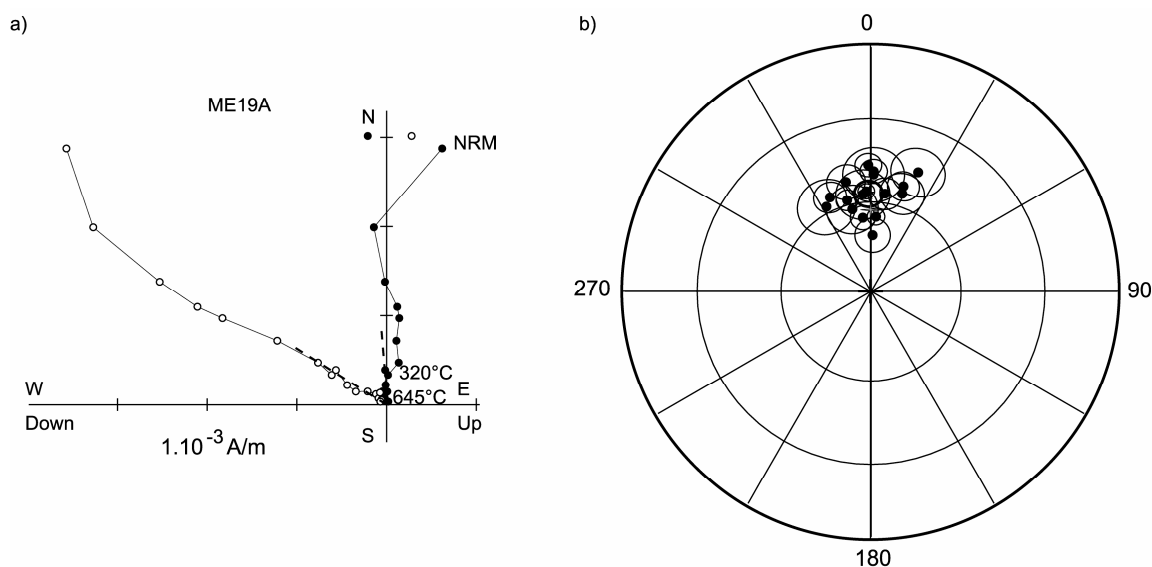 a)
ME19A
N
NRM
320°C
645°C
W
E
Down
Up
S
1.10⁻³ A/m
b)
0
270
90
180